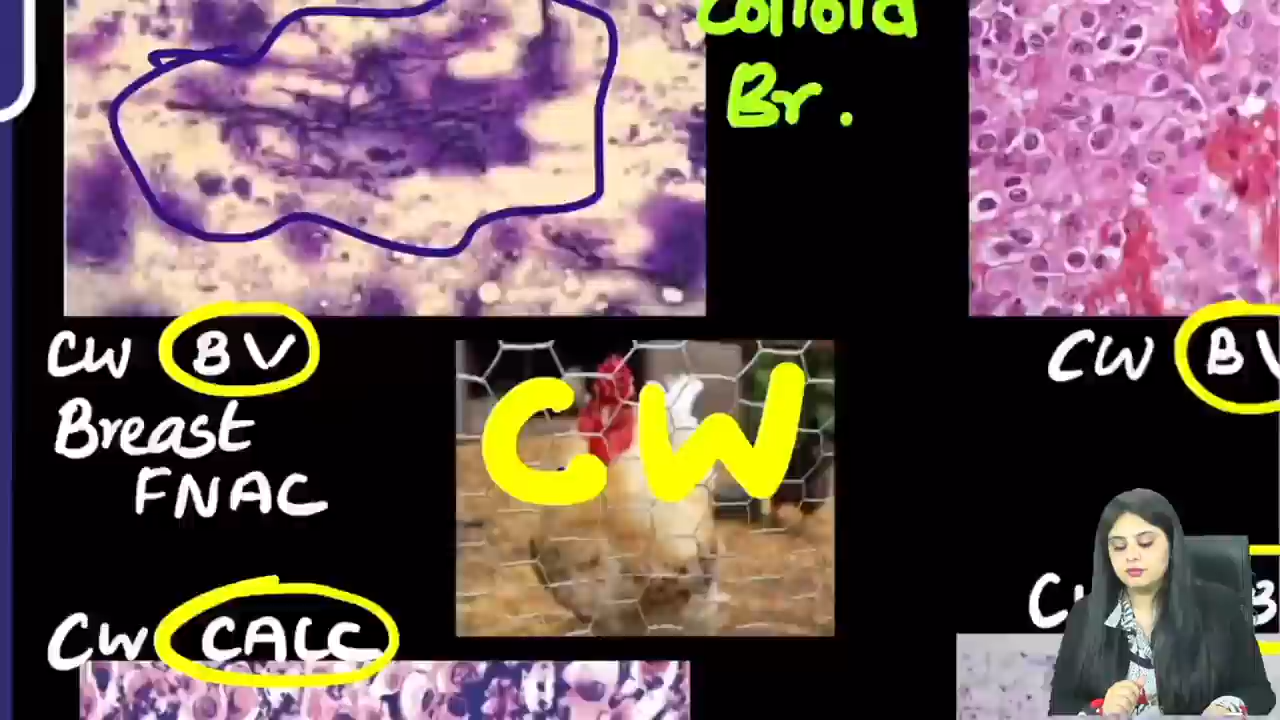 Colloid
Br.
CW BV
Breast
FNAC
CW
CW BV
CW CALC